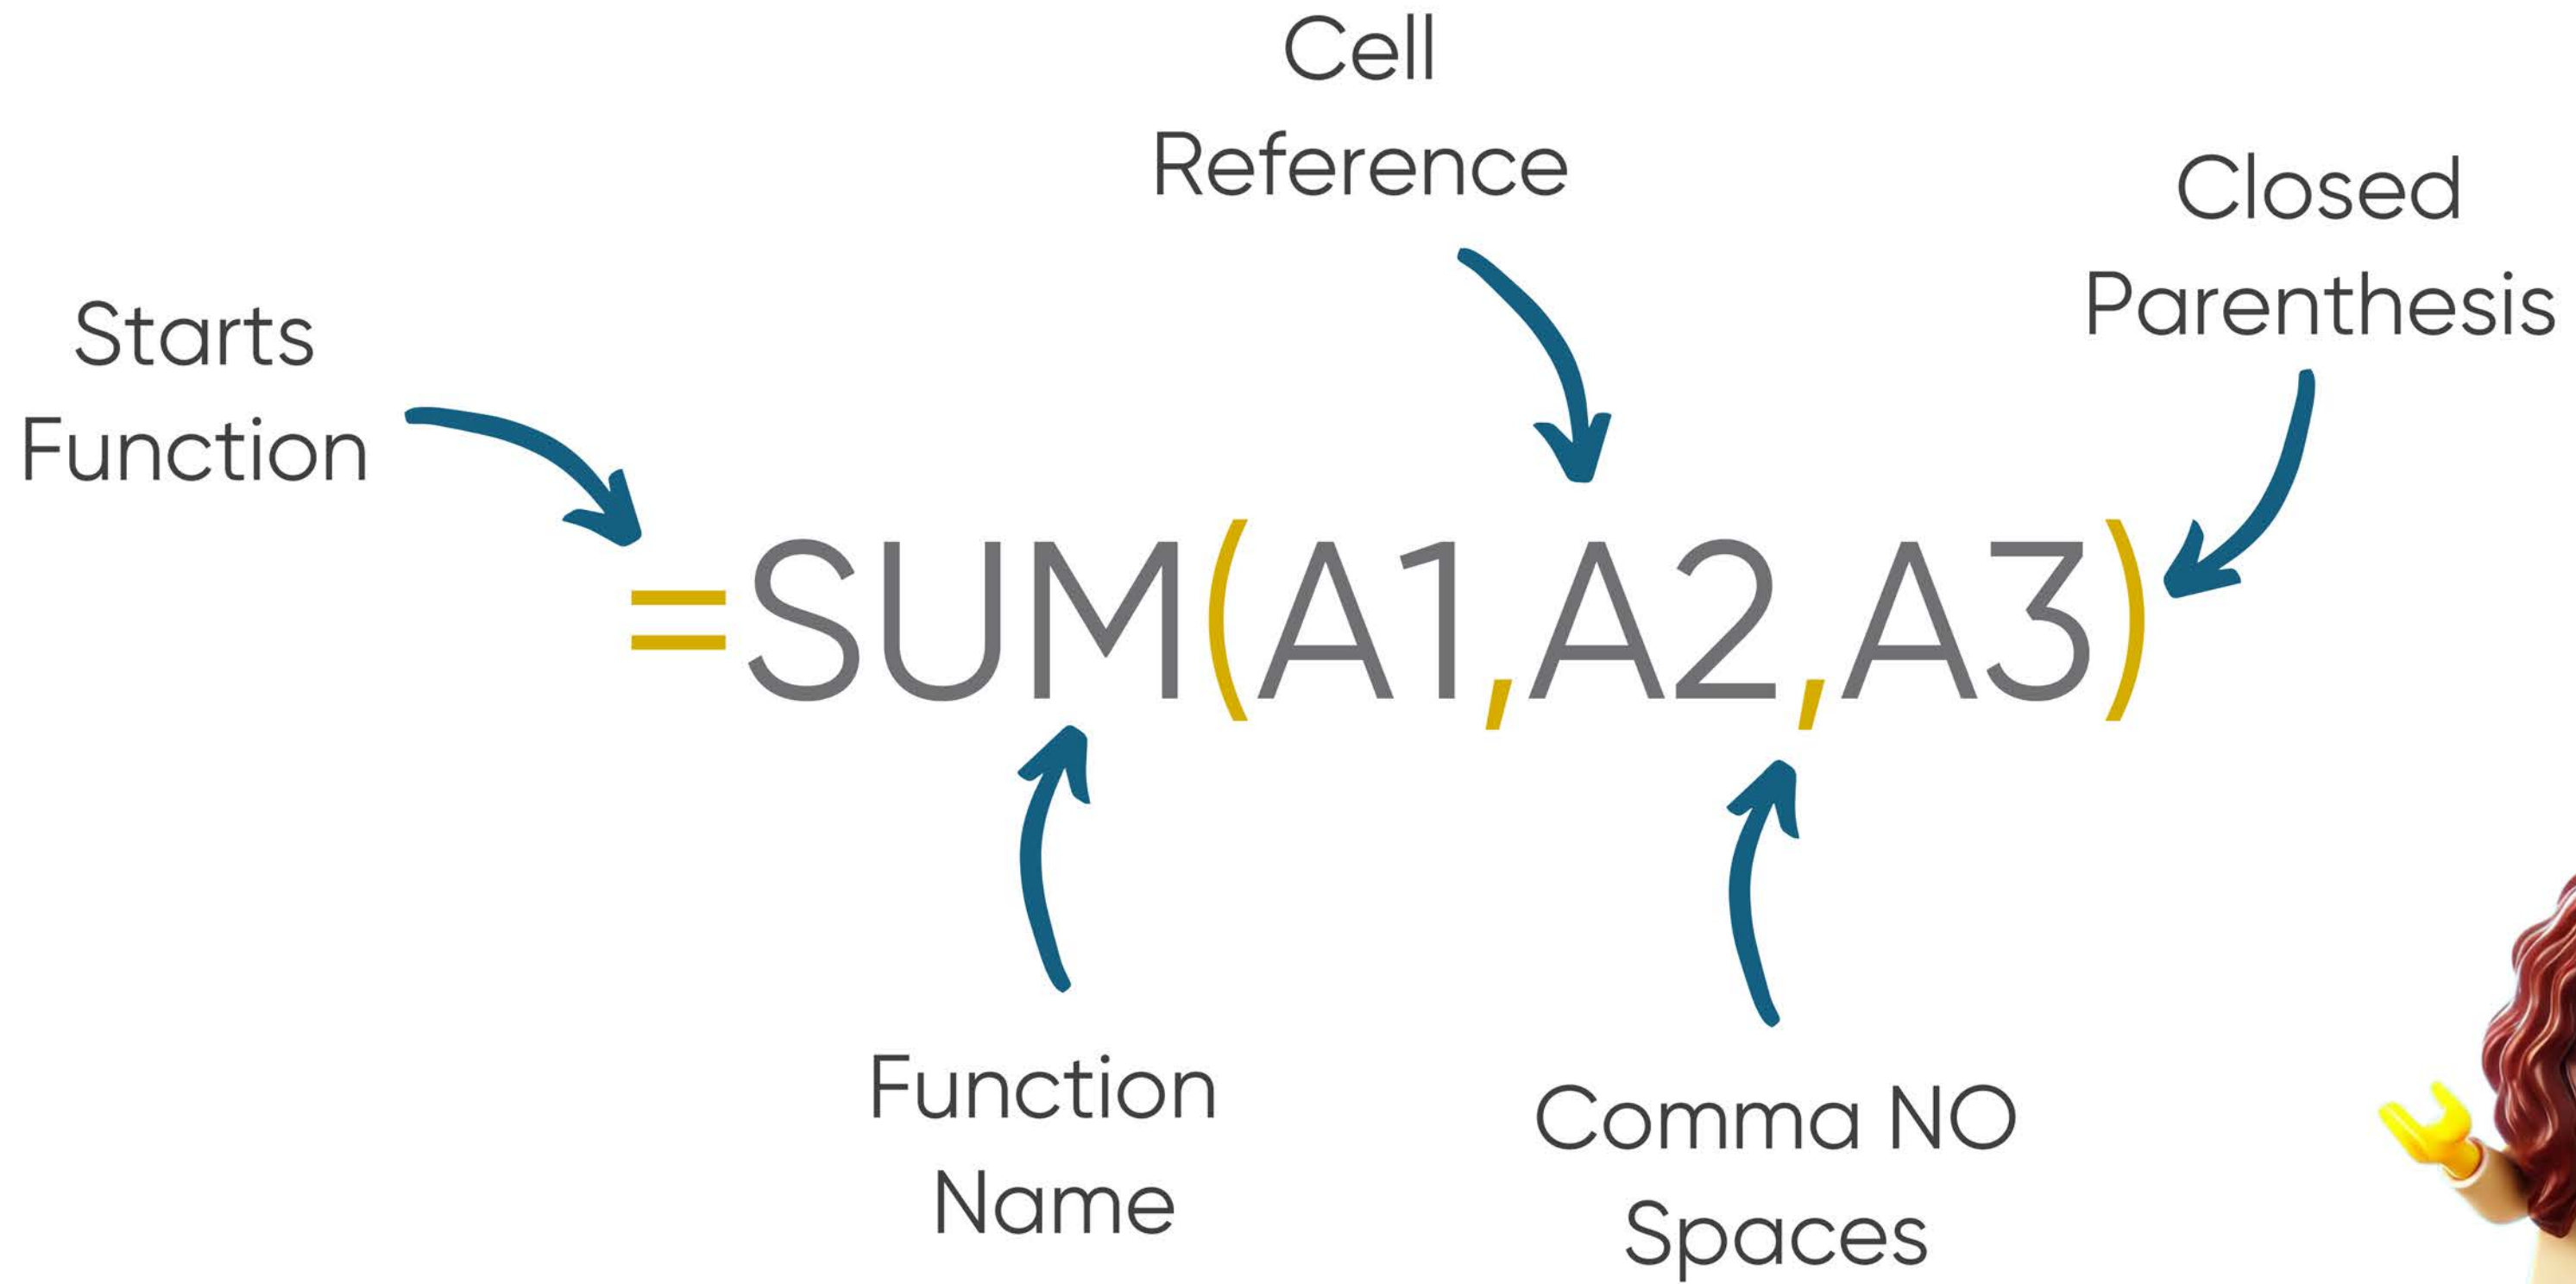 Cell
Reference
Closed
Parenthesis
Starts
Function
=SUM(A1,A2,A3)
Function
Name
Comma NO
Spaces